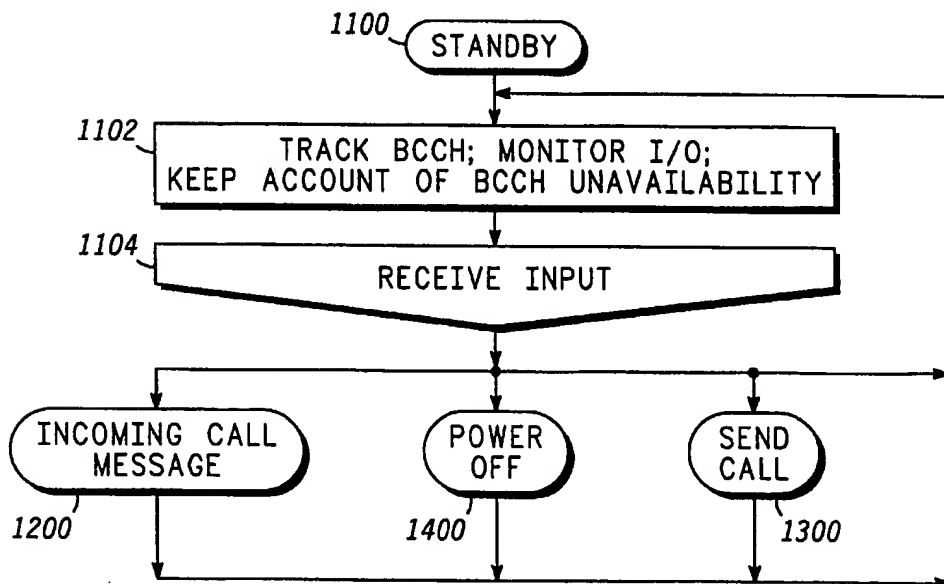 1100
STANDBY
1102
TRACK BCCH; MONITOR I/O;
KEEP ACCOUNT OF BCCH UNAVAILABILITY
1104
RECEIVE INPUT
INCOMING CALL
MESSAGE
POWER
OFF
SEND
CALL
1200
1400
1300